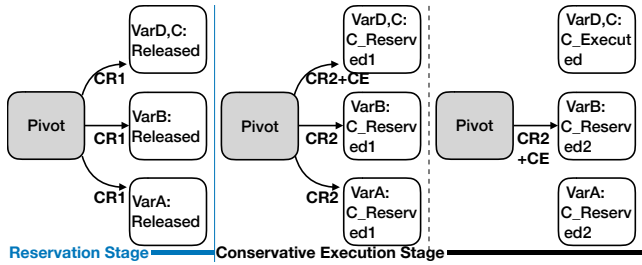 VarD,C:
Released
CR1
Pivot
CR1
VarB:
Released
CR1
VarA:
Released
VarD,C:
C_Reserv
ed1
CR2+CE
Pivot
CR2
VarB:
C_Reserv
ed1
CR2
VarA:
C_Reserv
ed1
VarD,C:
C_Execut
ed
Pivot
CR2
+CE
VarB:
C_Reserv
ed2
VarA:
C_Reserv
ed2
Reservation Stage
Conservative Execution Stage